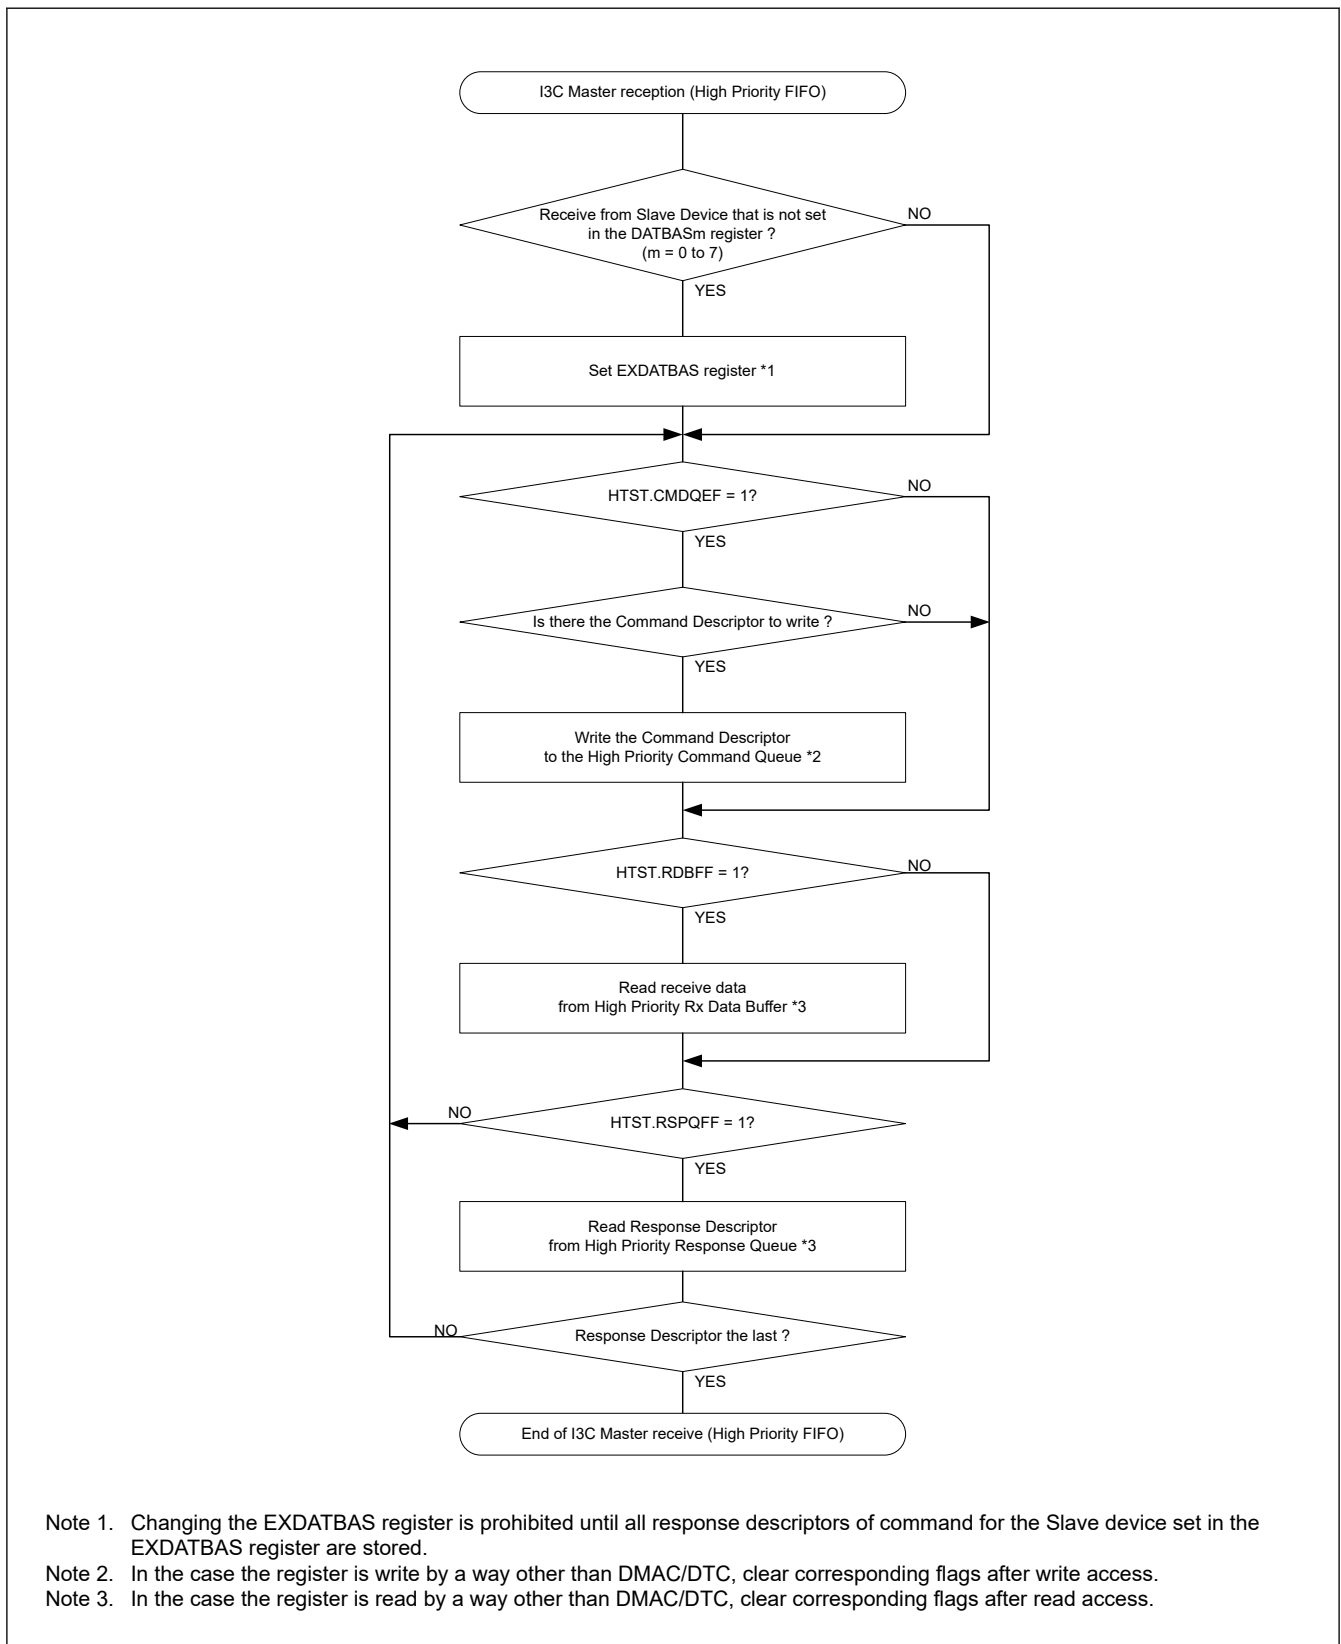 I3C Master reception (High Priority FIFO)
Receive from Slave Device that is not set
in the DATBASm register ?
(m = 0 to 7)
NO
YES
Set EXDATBAS register *1
HTST.CMDQEF = 1?
NO
YES
Is there the Command Descriptor to write ?
NO
YES
Write the Command Descriptor
to the High Priority Command Queue *2
HTST.RDBFF = 1?
NO
YES
Read receive data
from High Priority Rx Data Buffer *3
NO
HTST.RSPQFF = 1?
YES
Read Response Descriptor
from High Priority Response Queue *3
NO
Response Descriptor the last ?
YES
End of I3C Master receive (High Priority FIFO)
Note 1. Changing the EXDATBAS register is prohibited until all response descriptors of command for the Slave device set in the
EXDATBAS register are stored.
Note 2. In the case the register is write by a way other than DMAC/DTC, clear corresponding flags after write access.
Note 3. In the case the register is read by a way other than DMAC/DTC, clear corresponding flags after read access.